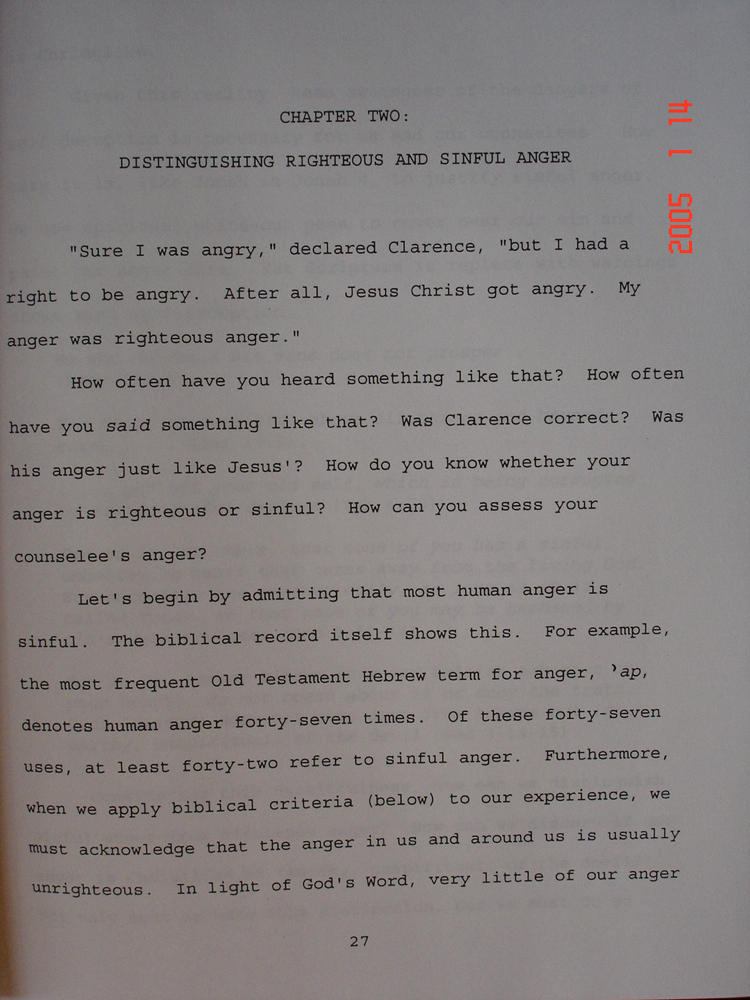 CHAPTER TWO:
DISTINGUISHING RIGHTEOUS AND SINFUL ANGER
2005 1 14
"Sure I was angry," declared Clarence, "but I had a
right to be angry. After all, Jesus Christ got angry. My
anger was righteous anger."
How often have you heard something like that? How often
have you said something like that? Was Clarence correct? Was
his anger just like Jesus'? How do you know whether your
anger is righteous or sinful? How can you assess your
counselee's anger?
Let's begin by admitting that most human anger is
sinful. The biblical record itself shows this. For example,
the most frequent Old Testament Hebrew term for anger, ʾap,
denotes human anger forty-seven times. Of these forty-seven
uses, at least forty-two refer to sinful anger. Furthermore,
when we apply biblical criteria (below) to our experience, we
must acknowledge that the anger in us and around us is usually
unrighteous. In light of God's Word, very little of our anger
27